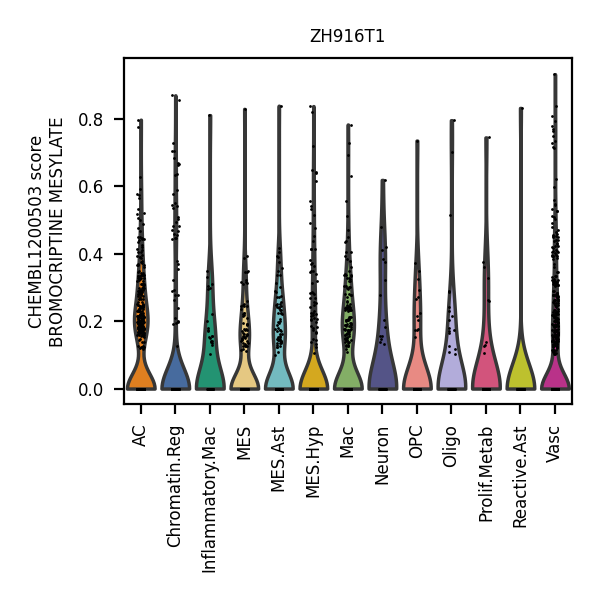 ZH916T1
CHEMBL1200503 score
BROMOCRIPTINE MESYLATE
0.8
0.6
0.4
0.2
0.0
AC
Chromatin.Reg
Inflammatory.Mac
MES
MES.Ast
MES.Hyp
Mac
Neuron
OPC
Oligo
Prolif.Metab
Reactive.Ast
Vasc